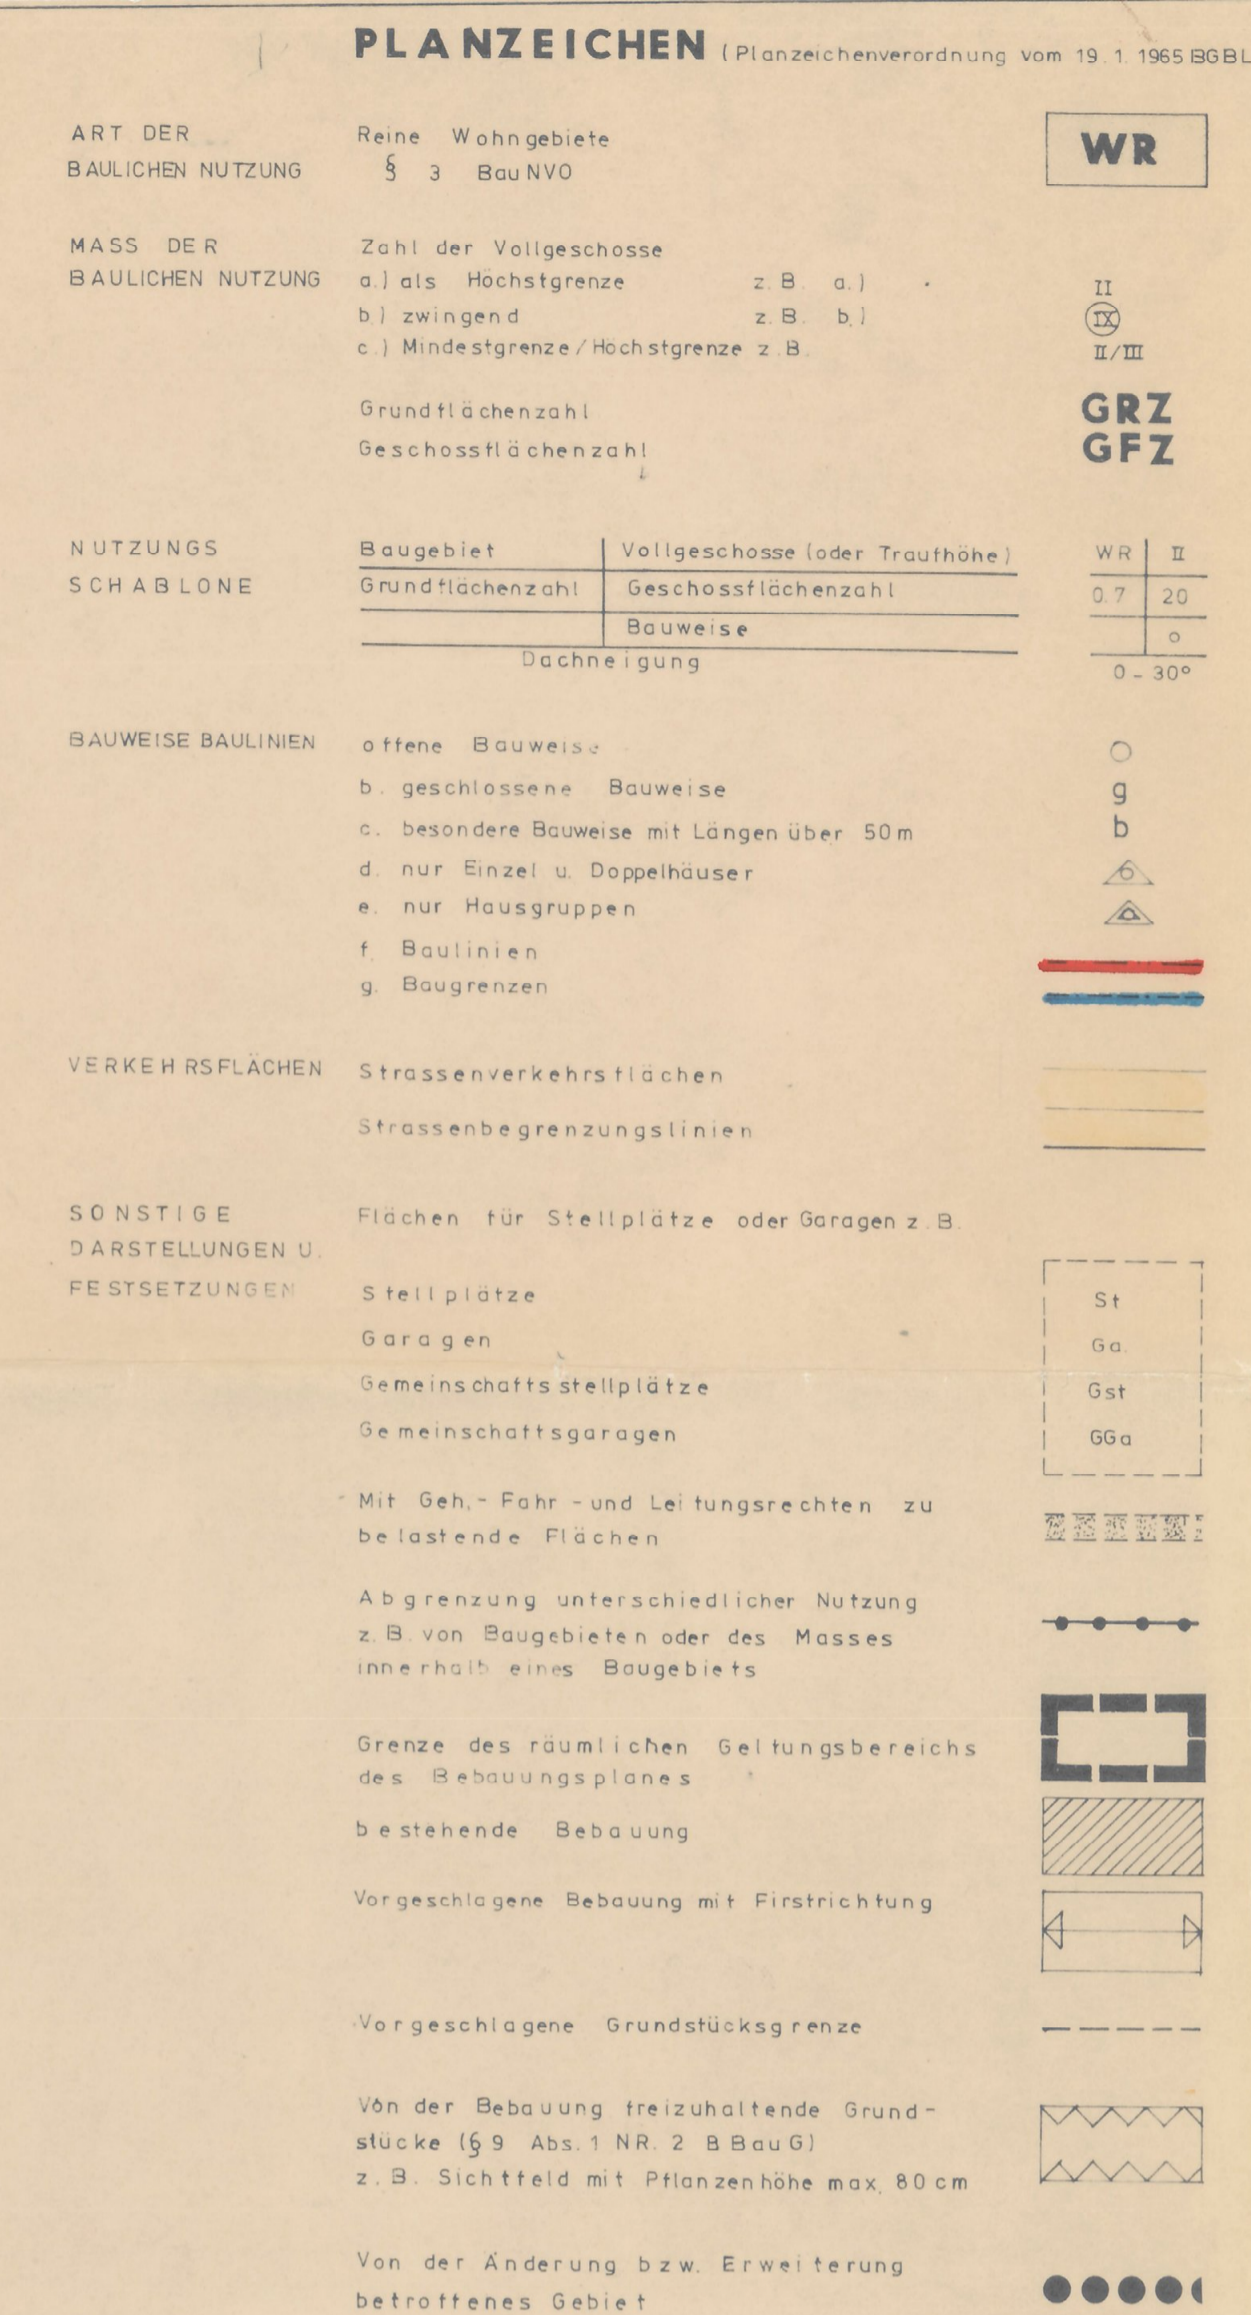 PLANZEICHEN (Planzeichenverordnung vom 19.1.1965 BGBL
ART DER Reine Wohngebiete WR
BAULICHEN NUTZUNG § 3 BauNVO
MASS DER Zahl der Vollgeschosse
BAULICHEN NUTZUNG a.) als Höchstgrenze z.B. a.) II
b.) zwingend z.B. b.) IX
c.) Mindestgrenze/Höchstgrenze z.B. II/III
Grundflächenzahl GRZ
Geschossflächenzahl GFZ
NUTZUNGS Baugebiet Vollgeschosse (oder Traufhöhe) WR II
SCHABLONE Grundflächenzahl Geschossflächenzahl 0.7 20
Bauweise o
Dachneigung 0-30°
BAUWEISE BAULINIEN offene Bauweise O
b. geschlossene Bauweise g
c. besondere Bauweise mit Längen über 50m b
d. nur Einzel u. Doppelhäuser
e. nur Hausgruppen
f. Baulinien
g. Baugrenzen
VERKEHRSFLÄCHEN Strassenverkehrsflächen
Strassenbegrenzungslinien
SONSTIGE Flächen für Stellplätze oder Garagen z.B.
DARSTELLUNGEN U.
FESTSETZUNGEN Stellplätze St
Garagen Ga.
Gemeinschaftsstellplätze Gst
Gemeinschaftsgaragen GGa
Mit Geh.- Fahr - und Leitungsrechten zu
belastende Flächen
Abgrenzung unterschiedlicher Nutzung
z.B. von Baugebieten oder des Masses
innerhalb eines Baugebiets
Grenze des räumlichen Geltungsbereichs
des Bebauungsplanes
bestehende Bebauung
Vorgeschlagene Bebauung mit Firstrichtung
Vorgeschlagene Grundstücksgrenze
Von der Bebauung freizuhaltende Grund-
stücke (§ 9 Abs. 1 NR. 2 BBauG)
z.B. Sichtfeld mit Pflanzenhöhe max. 80cm
Von der Änderung bzw. Erweiterung
betroffenes Gebiet